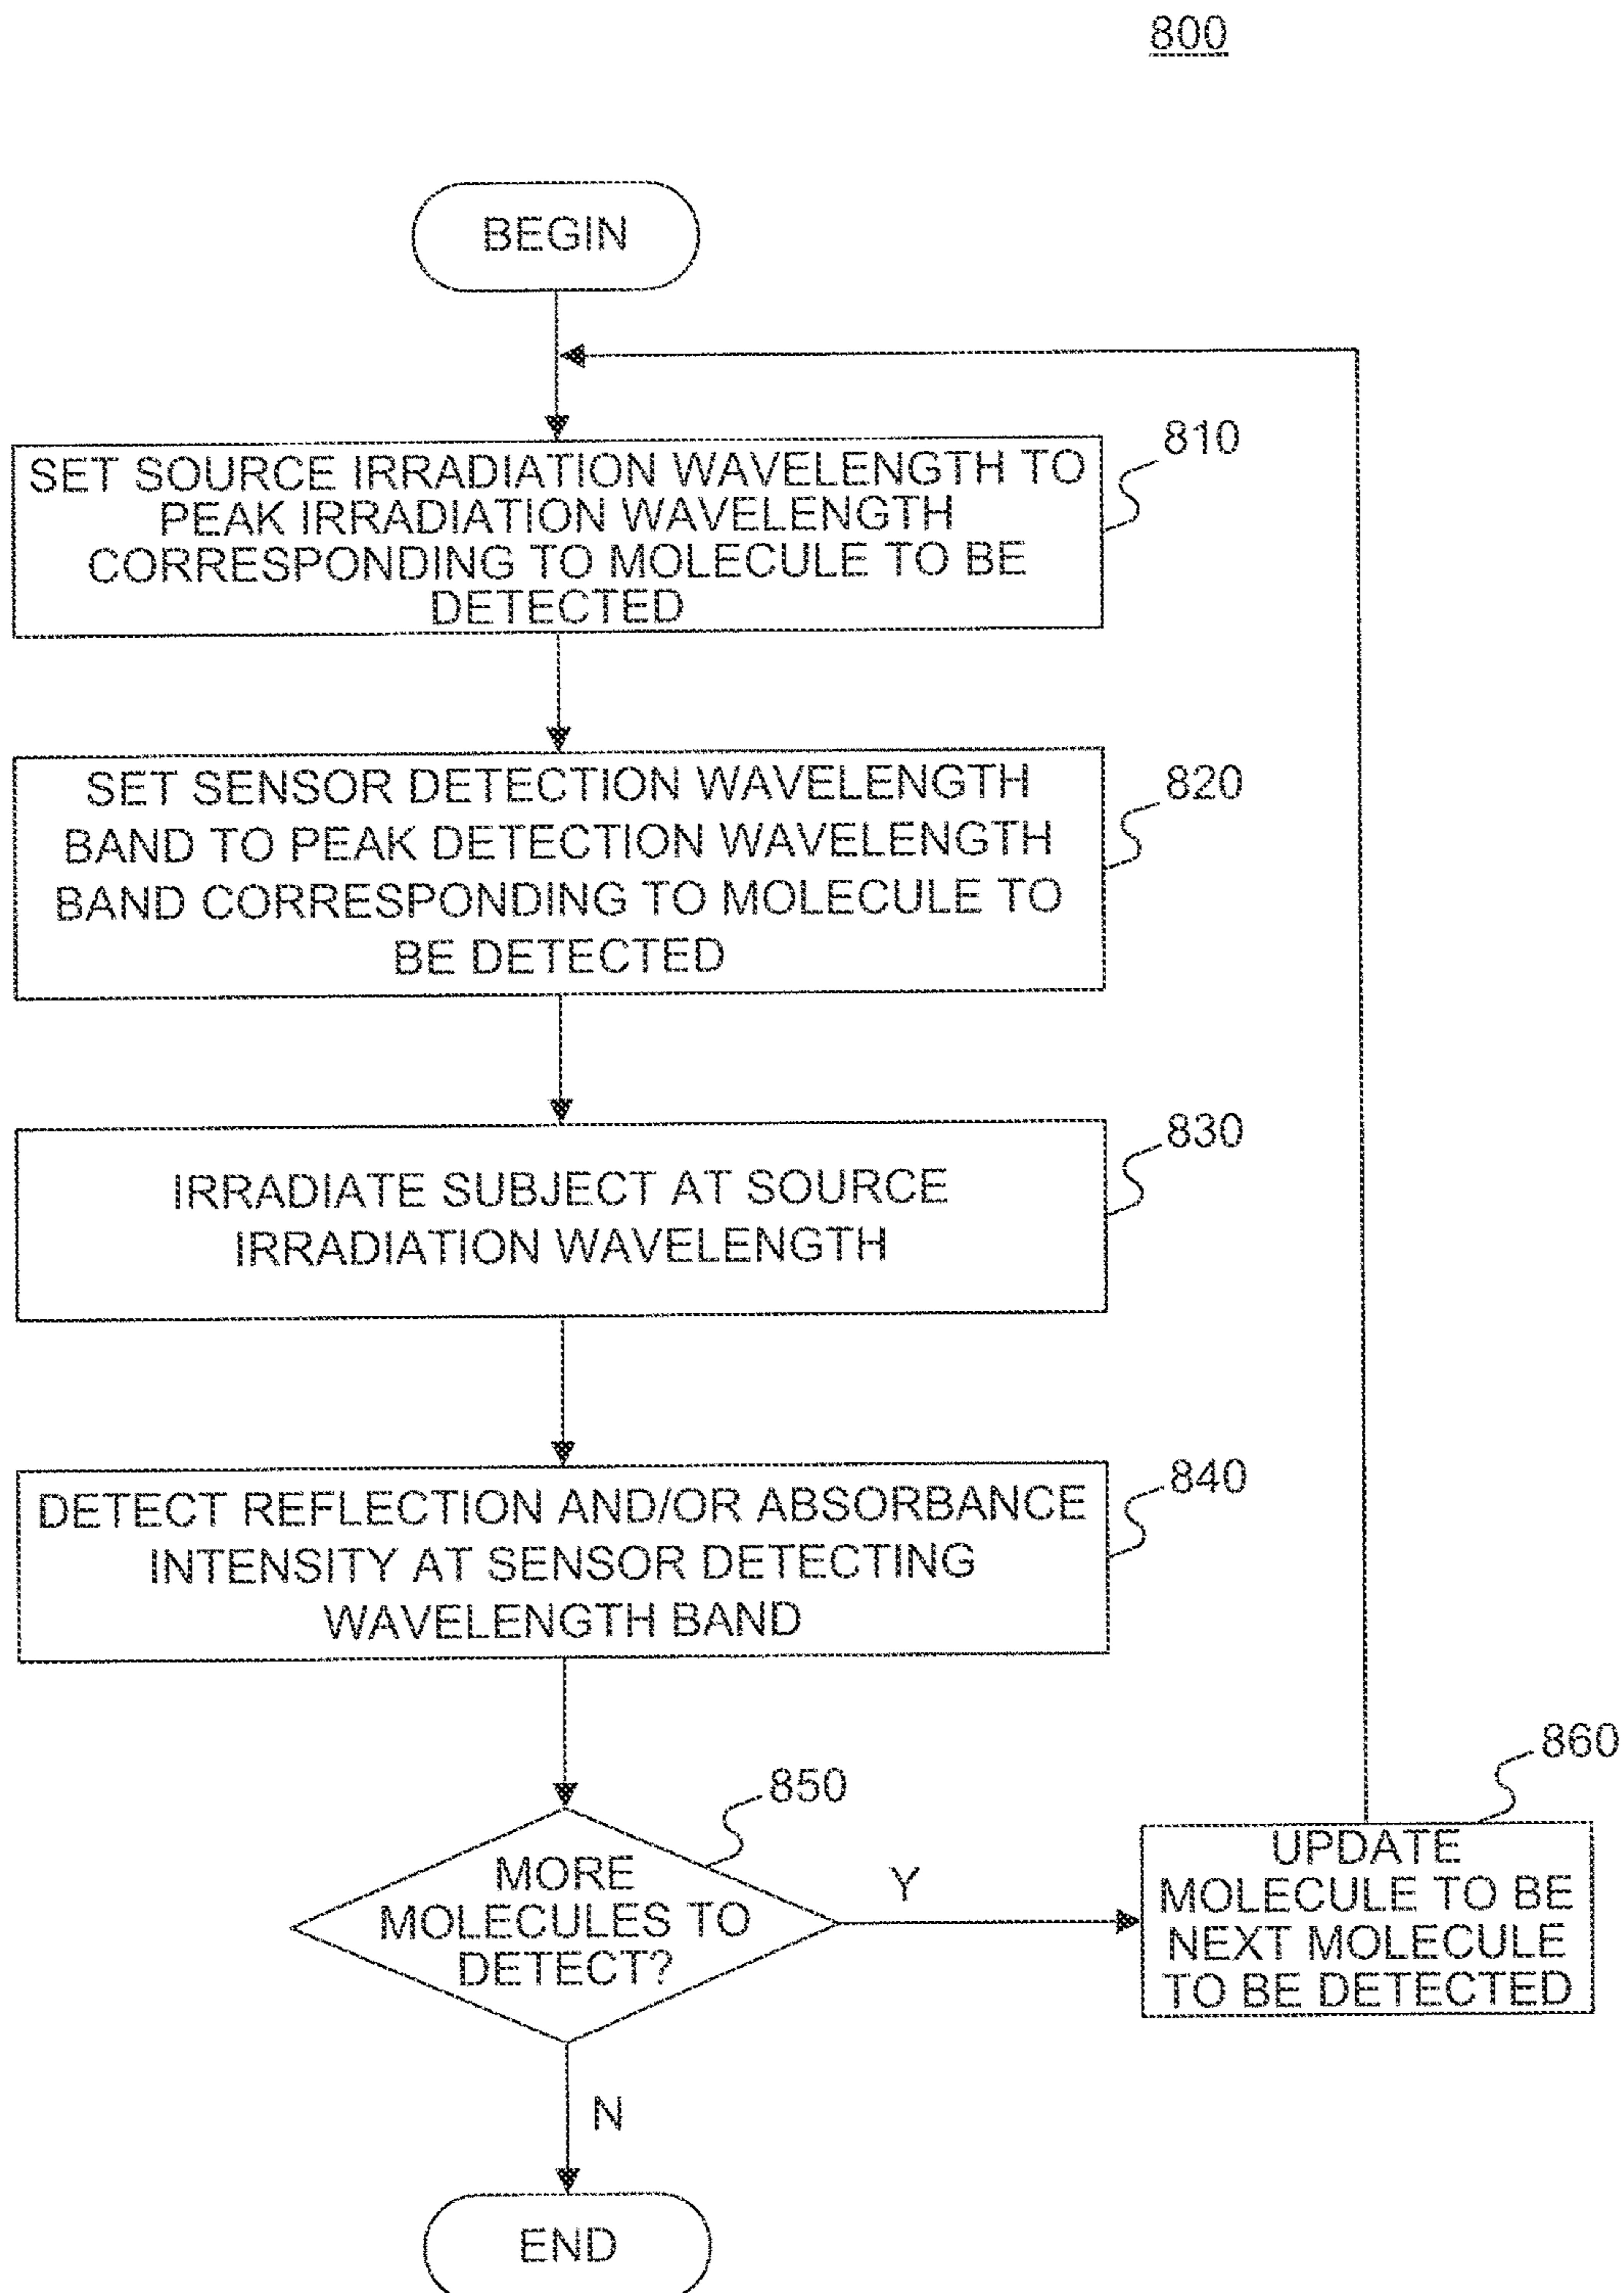 800
BEGIN
SET SOURCE IRRADIATION WAVELENGTH TO
PEAK IRRADIATION WAVELENGTH
CORRESPONDING TO MOLECULE TO BE
DETECTED
810
SET SENSOR DETECTION WAVELENGTH
BAND TO PEAK DETECTION WAVELENGTH
BAND CORRESPONDING TO MOLECULE TO
BE DETECTED
820
IRRADIATE SUBJECT AT SOURCE
IRRADIATION WAVELENGTH
830
DETECT REFLECTION AND/OR ABSORBANCE
INTENSITY AT SENSOR DETECTING
WAVELENGTH BAND
840
MORE
MOLECULES TO
DETECT?
850
Y
UPDATE
MOLECULE TO BE
NEXT MOLECULE
TO BE DETECTED
860
N
END